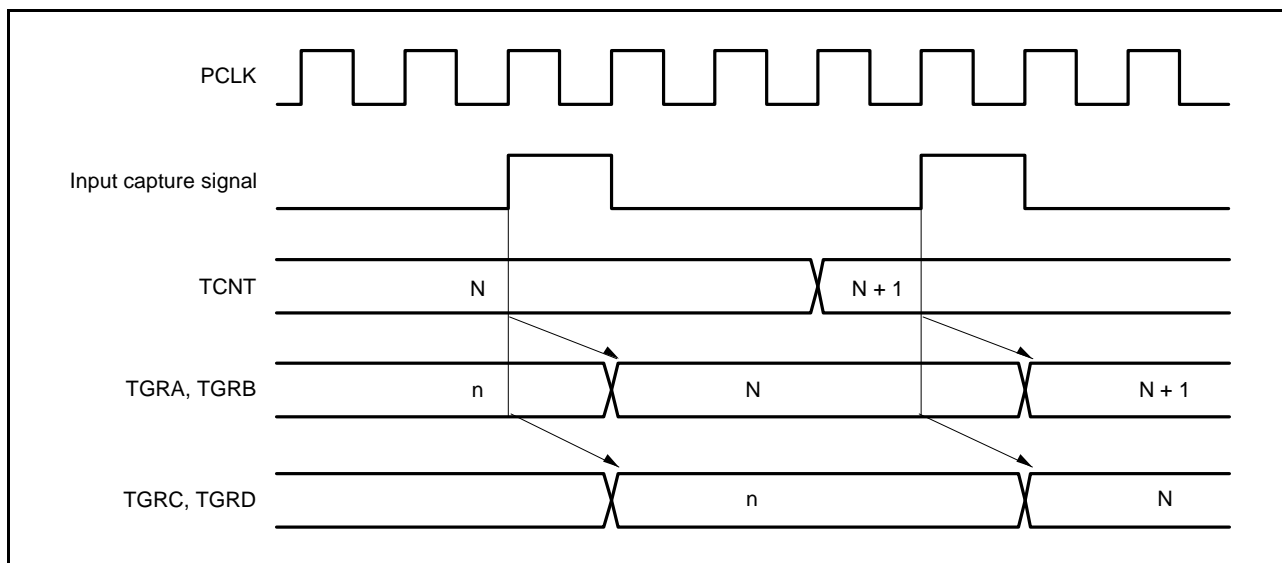 PCLK
Input capture signal
TCNT
N
N + 1
TGRA, TGRB
n
N
N + 1
TGRC, TGRD
n
N